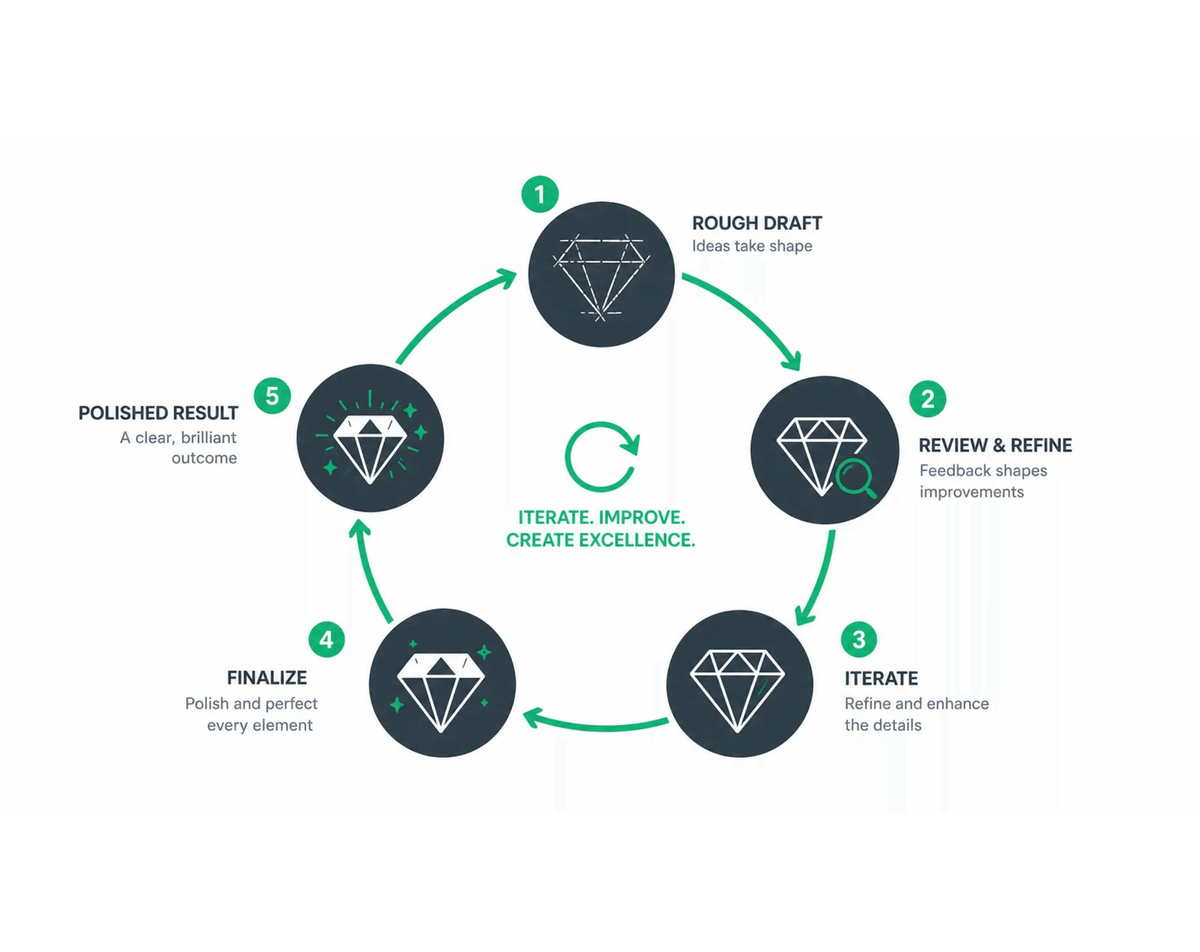 1
ROUGH DRAFT
Ideas take shape
2
REVIEW & REFINE
Feedback shapes
improvements
3
ITERATE
Refine and enhance
the details
4
FINALIZE
Polish and perfect
every element
5
POLISHED RESULT
A clear, brilliant
outcome
ITERATE. IMPROVE.
CREATE EXCELLENCE.